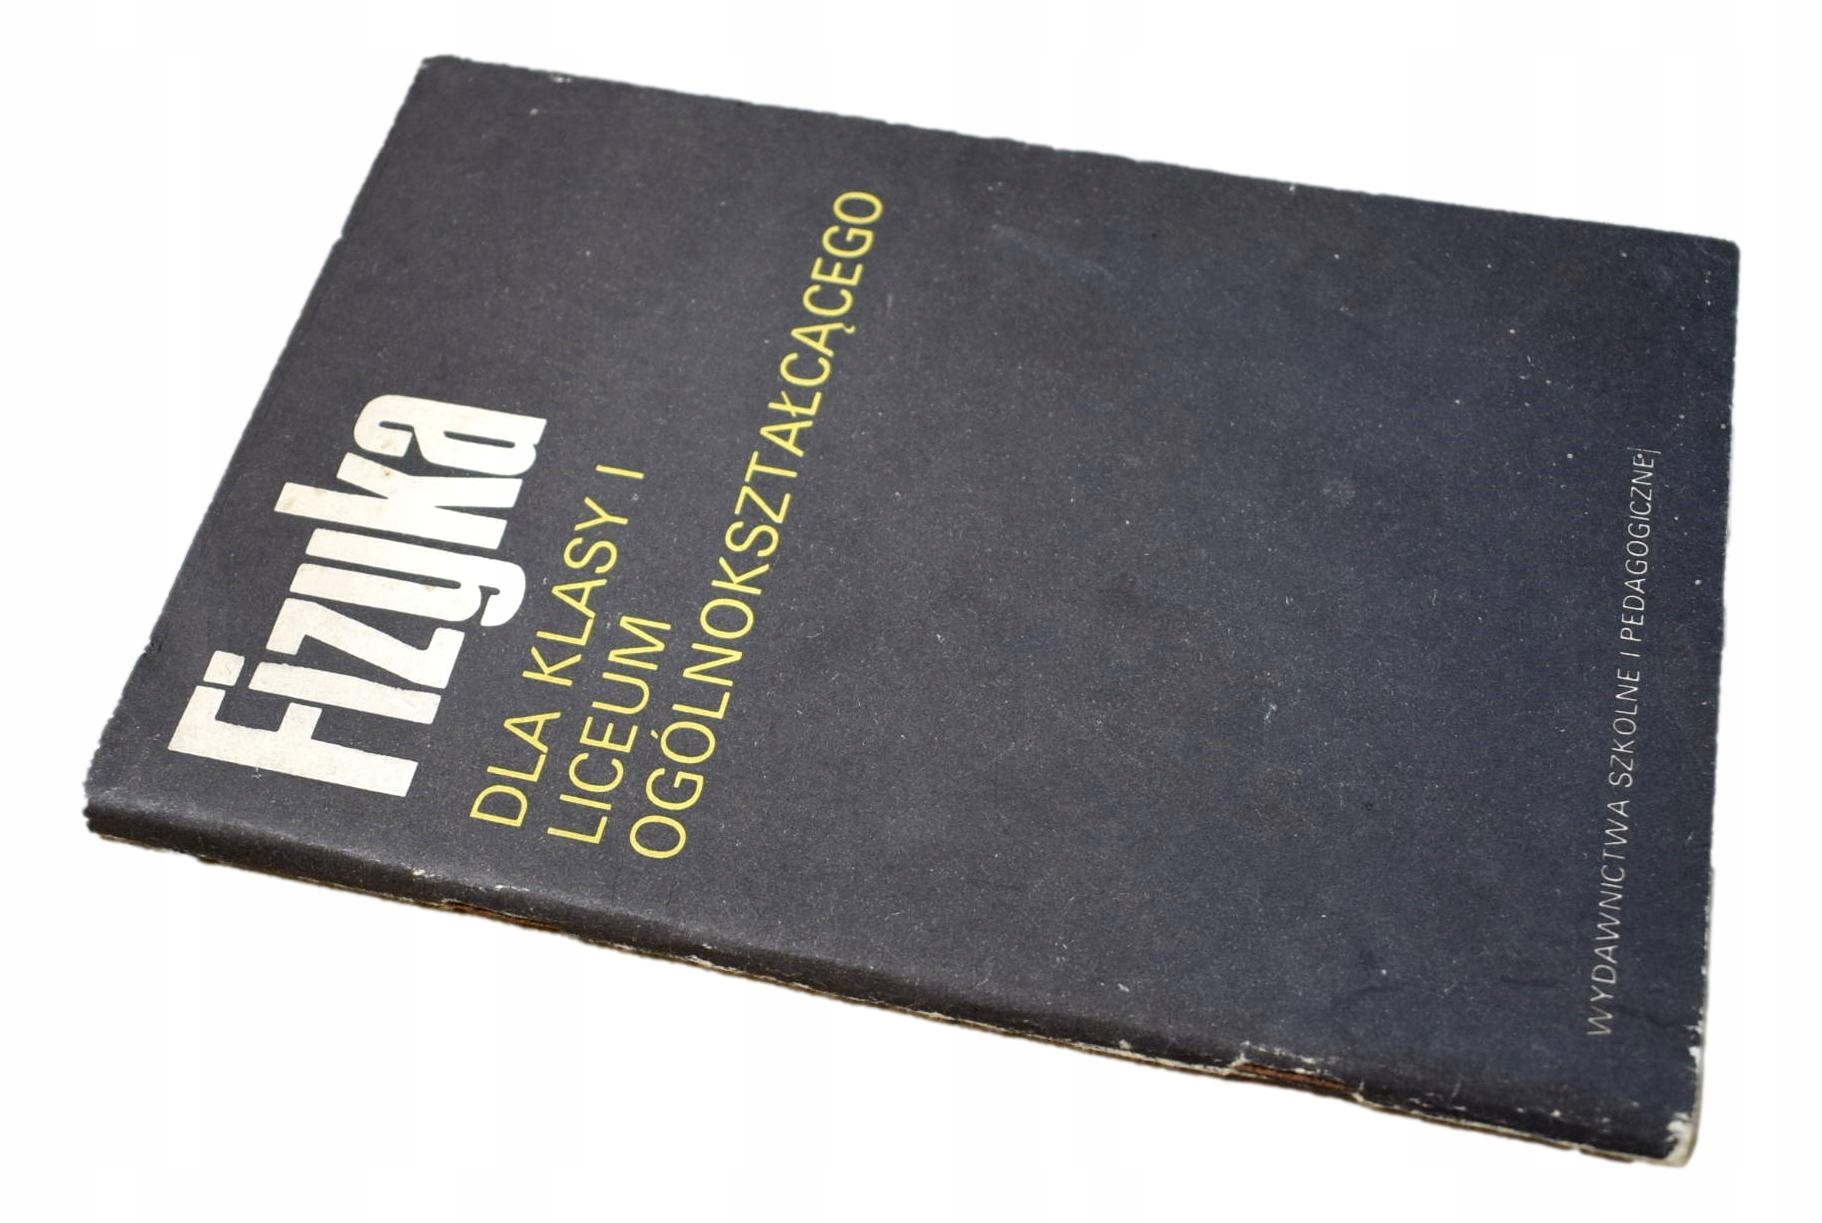 Fizyka
DLA KLASY I
LICEUM
OGÓLNOKSZTAŁCĄCEGO
WYDAWNICTWA SZKOLNE I PEDAGOGICZNE